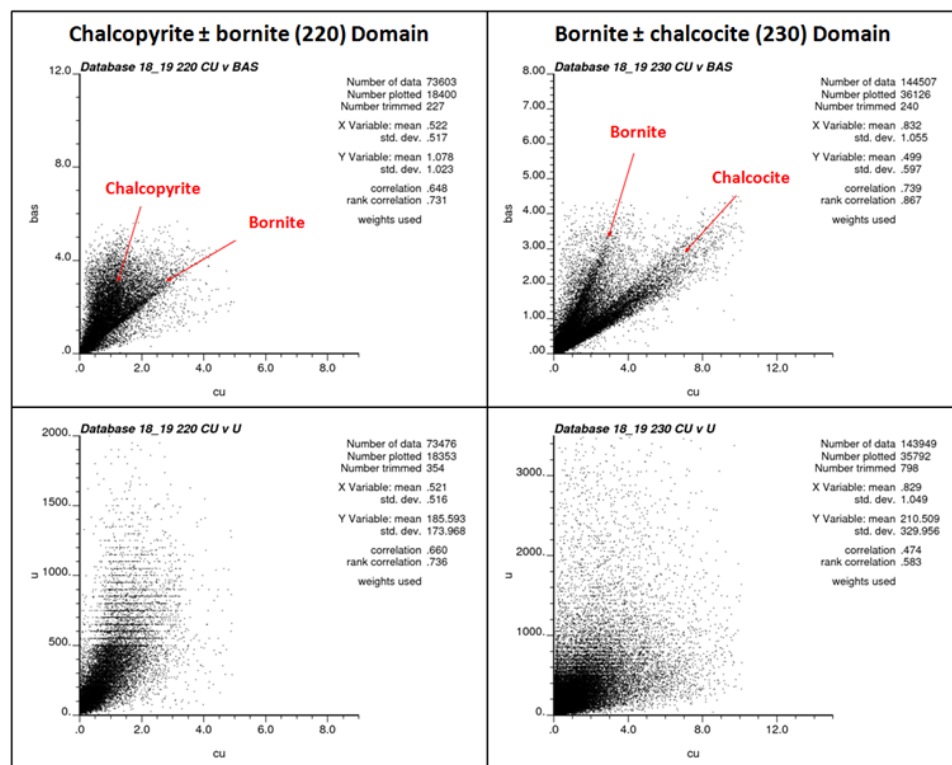 Chalcopyrite ± bornite (220) Domain
Database 18_19 220 CU v BAS
12.0
8.0
4.0
.0
bas
.0
2.0
4.0
6.0
8.0
cu
Number of data 73603
Number plotted 18400
Number trimmed 227
X Variable: mean .522
std. dev. .517
Y Variable: mean 1.078
std. dev. 1.023
correlation .648
rank correlation .731
weights used
Chalcopyrite
Bornite
Bornite ± chalcocite (230) Domain
Database 18_19 230 CU v BAS
8.00
7.00
6.00
5.00
4.00
3.00
2.00
1.00
.00
bas
.0
4.0
8.0
12.0
cu
Number of data 144507
Number plotted 36126
Number trimmed 240
X Variable: mean .832
std. dev. 1.055
Y Variable: mean .499
std. dev. .597
correlation .739
rank correlation .867
weights used
Bornite
Chalcocite
Database 18_19 220 CU v U
2000.
1500.
1000.
500.
0.
u
.0
2.0
4.0
6.0
8.0
cu
Number of data 73476
Number plotted 18353
Number trimmed 354
X Variable: mean .521
std. dev. .516
Y Variable: mean 185.593
std. dev. 173.968
correlation .660
rank correlation .736
weights used
Database 18_19 230 CU v U
3000.
2000.
1000.
0.
u
.0
4.0
8.0
12.0
cu
Number of data 143949
Number plotted 35792
Number trimmed 798
X Variable: mean .829
std. dev. 1.049
Y Variable: mean 210.509
std. dev. 329.956
correlation .474
rank correlation .583
weights used